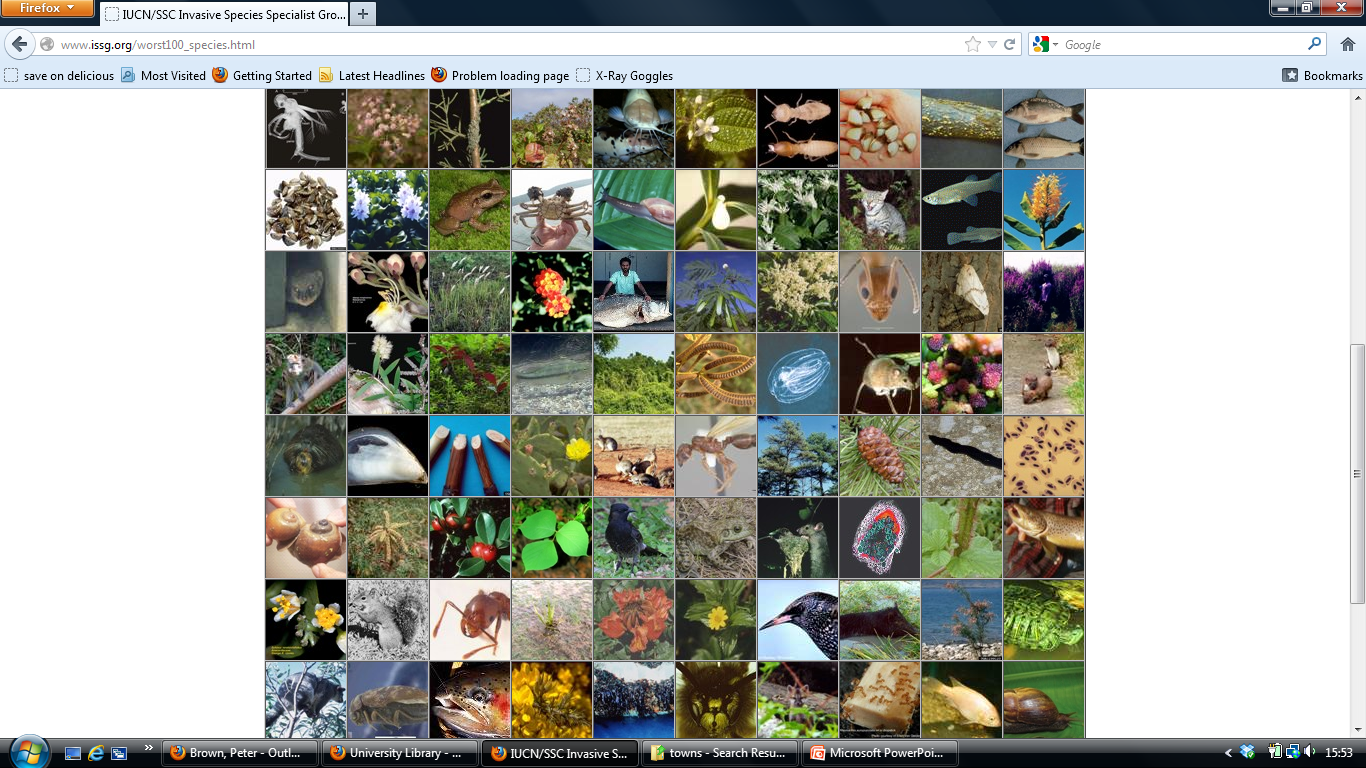 Firefox
IUCN/SSC Invasive Species Specialist Gro...
www.issg.org/worst100_species.html
Google
save on delicious
Most Visited
Getting Started
Latest Headlines
Problem loading page
X-Ray Goggles
Bookmarks
Brown, Peter - Outl...
University Library - ...
IUCN/SSC Invasive S...
towns - Search Resu...
Microsoft PowerPoi...
15:53